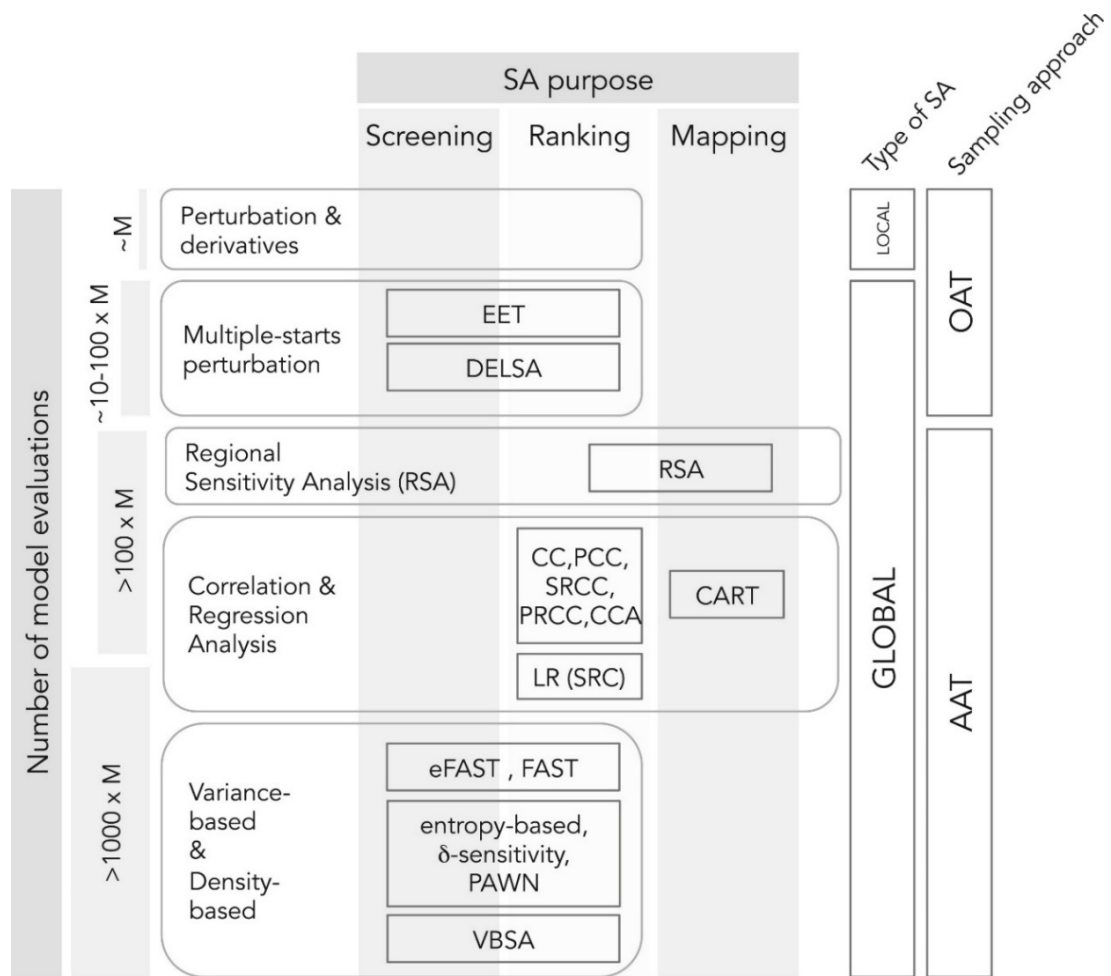 SA purpose
Screening
Ranking
Mapping
Type of SA
Sampling approach
Number of model evaluations
~M
Perturbation &
derivatives
LOCAL
OAT
~10-100 x M
Multiple-starts
perturbation
EET
DELSA
GLOBAL
>100 x M
Regional
Sensitivity Analysis (RSA)
RSA
AAT
Correlation &
Regression
Analysis
CC,PCC,
SRCC,
PRCC,CCA
CART
LR (SRC)
>1000 x M
Variance-
based
&
Density-
based
eFAST , FAST
entropy-based,
δ-sensitivity,
PAWN
VBSA